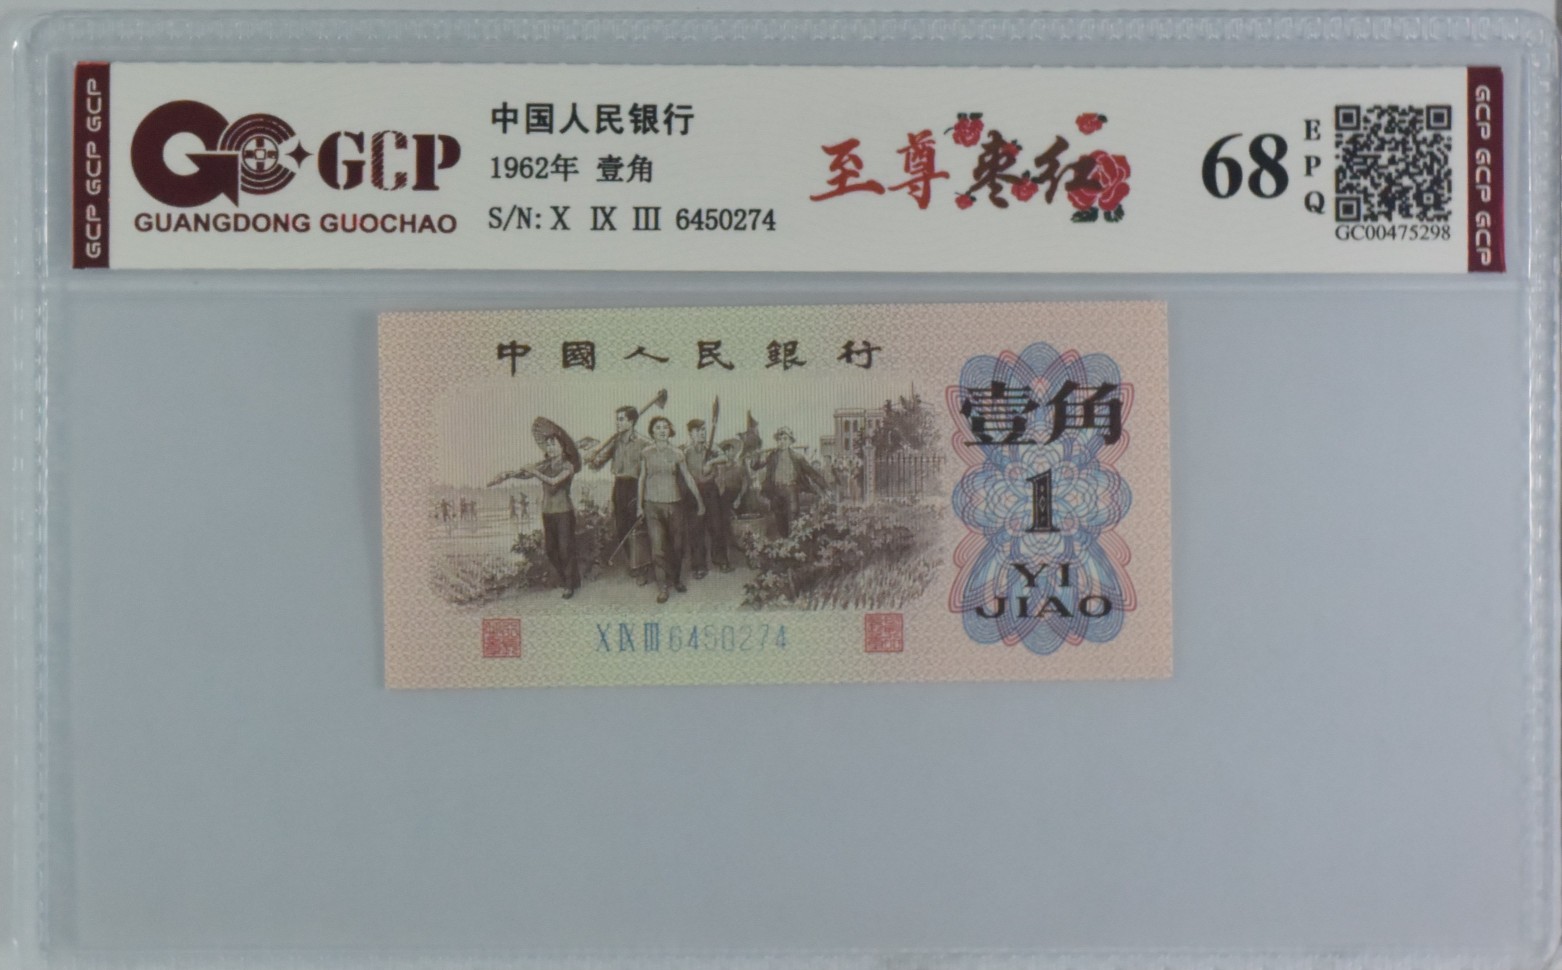 GCP GCP GCP
GCP
GUANGDONG GUOCHAO
中国人民银行
1962年 壹角
S/N: X IX III 6450274
至尊枣红
68
EPQ
GC00475298
GCP GCP GCP
中國人民銀行
壹角
1
YI
JIAO
X IX III 6450274